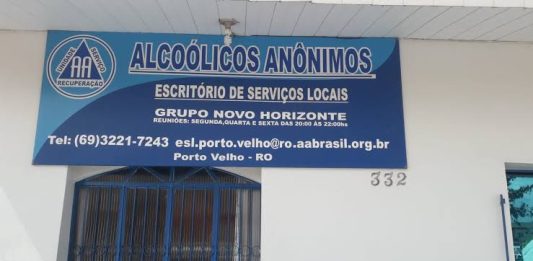 UNIDADE SERVIÇO
AA
RECUPERAÇÃO
ALCOÓLICOS ANÔNIMOS
ESCRITÓRIO DE SERVIÇOS LOCAIS
GRUPO NOVO HORIZONTE
REUNIÕES: SEGUNDA,QUARTA E SEXTA DAS 20:00 ÀS 22:00hs
Tel: (69)3221-7243 esl.porto.velho@ro.aabrasil.org.br
Porto Velho - RO
332